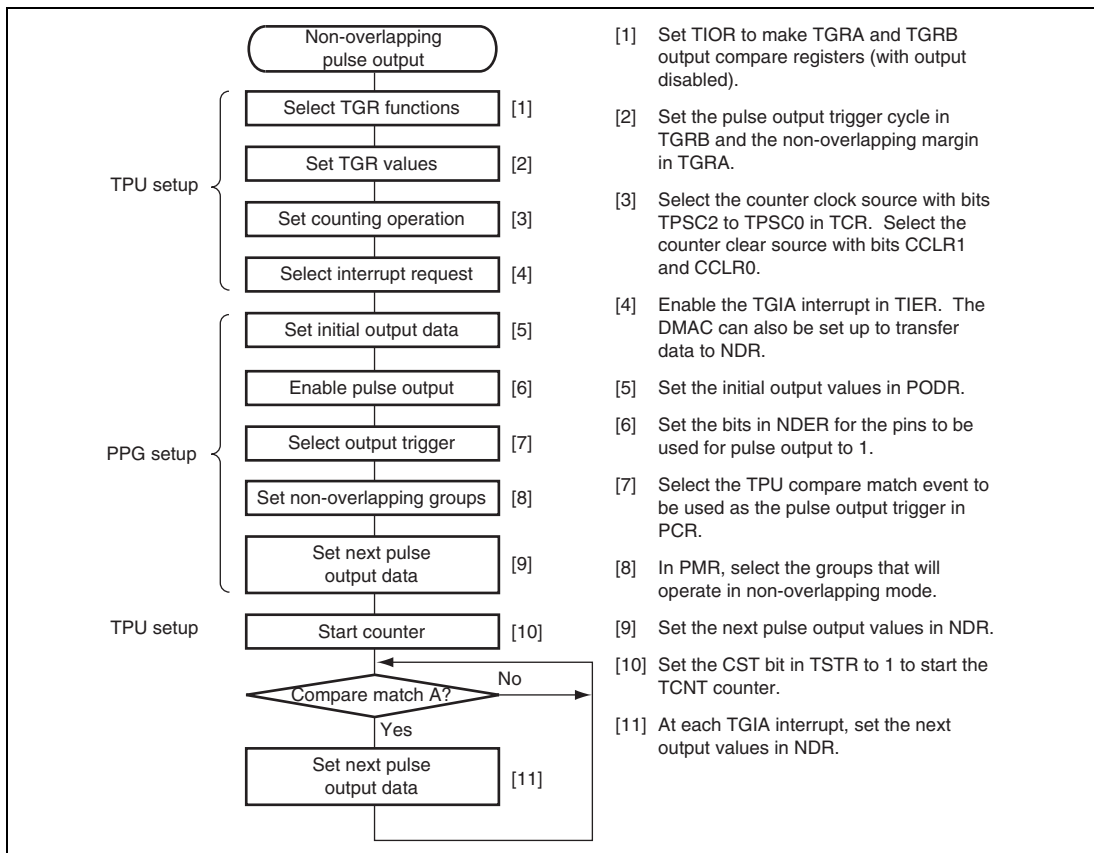 Non-overlapping
pulse output
Select TGR functions [1]
Set TGR values [2]
TPU setup
Set counting operation [3]
Select interrupt request [4]
Set initial output data [5]
Enable pulse output [6]
Select output trigger [7]
PPG setup
Set non-overlapping groups [8]
Set next pulse
output data
[9]
TPU setup
Start counter [10]
Compare match A?
No
Yes
Set next pulse
output data
[11]
[1] Set TIOR to make TGRA and TGRB
output compare registers (with output
disabled).
[2] Set the pulse output trigger cycle in
TGRB and the non-overlapping margin
in TGRA.
[3] Select the counter clock source with bits
TPSC2 to TPSC0 in TCR. Select the
counter clear source with bits CCLR1
and CCLR0.
[4] Enable the TGIA interrupt in TIER. The
DMAC can also be set up to transfer
data to NDR.
[5] Set the initial output values in PODR.
[6] Set the bits in NDER for the pins to be
used for pulse output to 1.
[7] Select the TPU compare match event to
be used as the pulse output trigger in
PCR.
[8] In PMR, select the groups that will
operate in non-overlapping mode.
[9] Set the next pulse output values in NDR.
[10] Set the CST bit in TSTR to 1 to start the
TCNT counter.
[11] At each TGIA interrupt, set the next
output values in NDR.